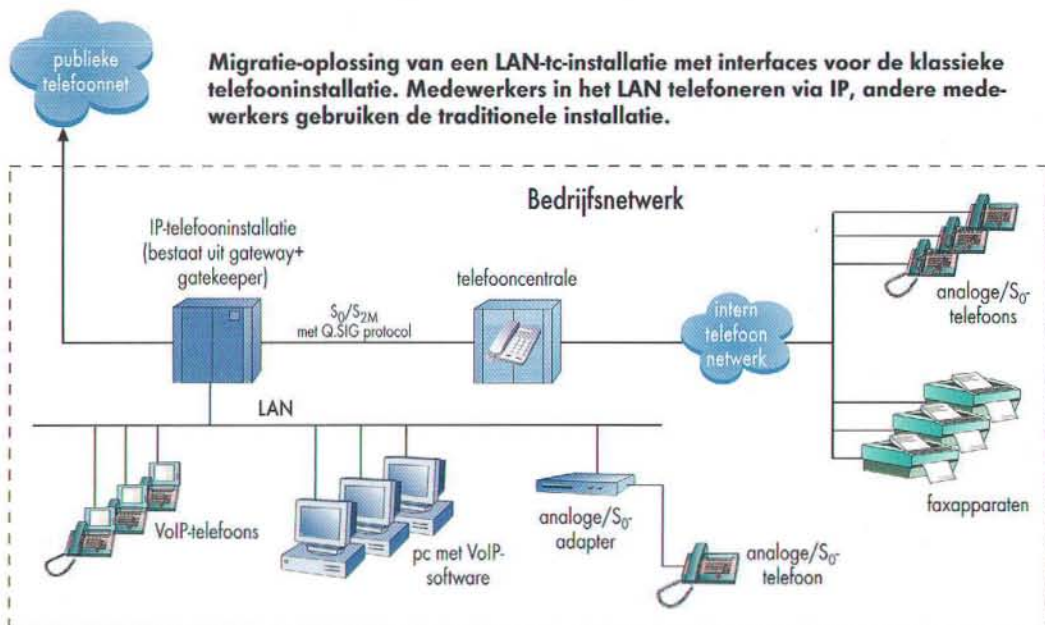 publieke
telefoonnet
Migratie-oplossing van een LAN-tc-installatie met interfaces voor de klassieke
telefooninstallatie. Medewerkers in het LAN telefoneren via IP, andere mede-
werkers gebruiken de traditionele installatie.
Bedrijfsnetwerk
IP-telefooninstallatie
(bestaat uit gateway+
gatekeeper)
S₀/S₂M
met Q.SIG protocol
telefooncentrale
intern
telefoon
netwerk
analoge/S₀-
telefoons
LAN
VoIP-telefoons
pc met VoIP-
software
analoge/S₀-
adapter
analoge/S₀-
telefoon
faxapparaten